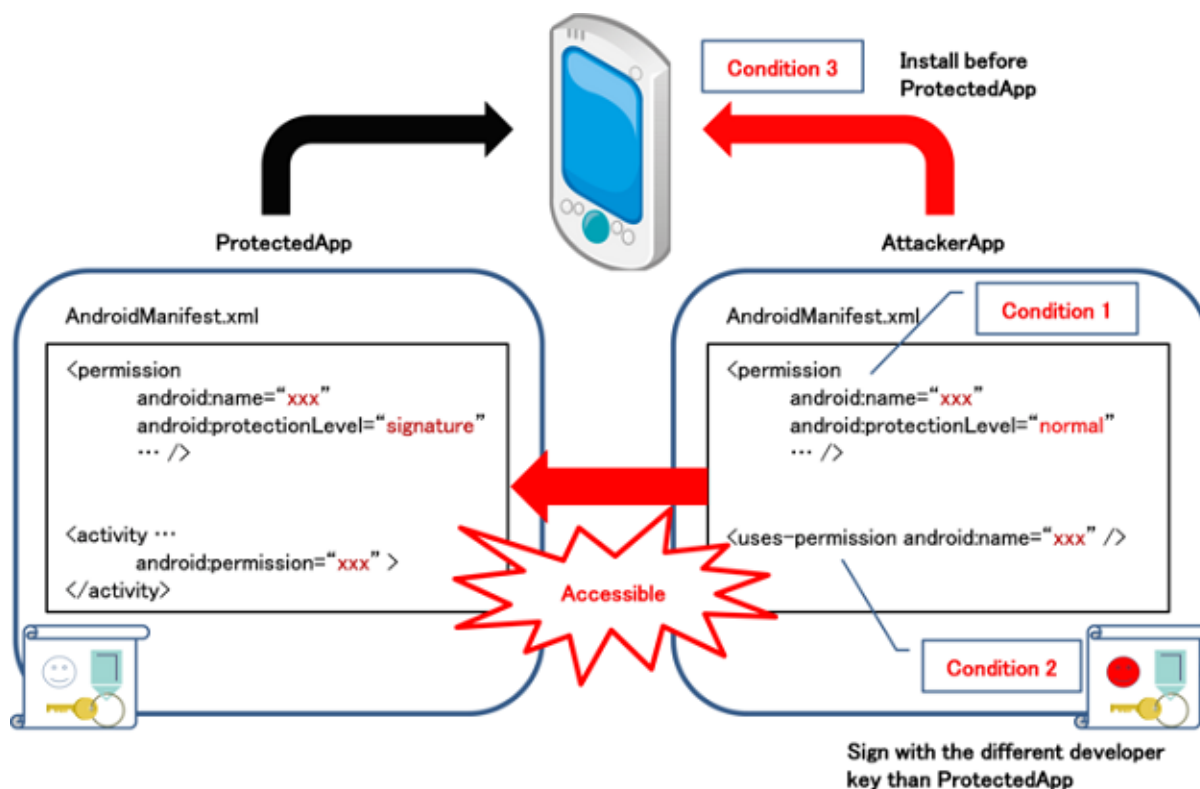 Condition 3
Install before
ProtectedApp
ProtectedApp
AttackerApp
AndroidManifest.xml
<permission
android:name=“xxx”
android:protectionLevel=“signature”
… />
<activity …
android:permission=“xxx” >
</activity>
Accessible
AndroidManifest.xml
Condition 1
<permission
android:name=“xxx”
android:protectionLevel=“normal”
… />
<uses-permission android:name=“xxx” />
Condition 2
Sign with the different developer
key than ProtectedApp